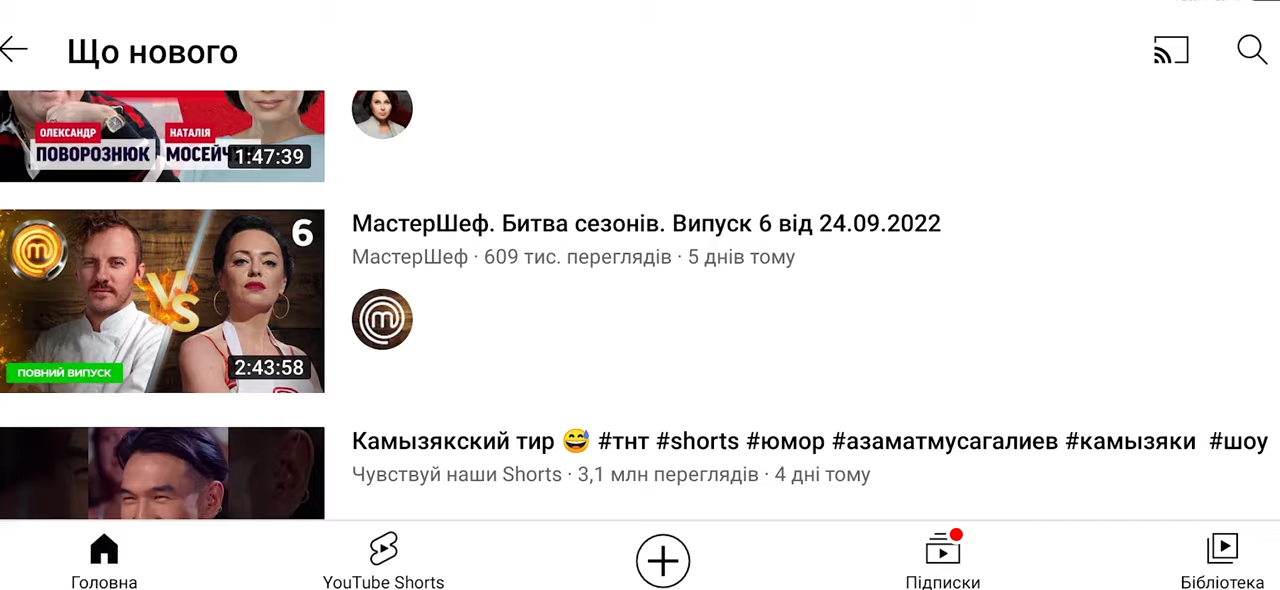 Що нового
ОЛЕКСАНДР
ПОВОРОЗНЮК
НАТАЛІЯ
1:47:39
6
VS
ПОВНИЙ ВИПУСК
2:43:58
МастерШеф. Битва сезонів. Випуск 6 від 24.09.2022
МастерШеф · 609 тис. переглядів · 5 днів тому
Камызякский тир 😅 #тнт #shorts #юмор #азаматмусагалиев #камызяки #шоу
Чувствуй наши Shorts · 3,1 млн переглядів · 4 дні тому
Головна
YouTube Shorts
Підписки
Бібліотека